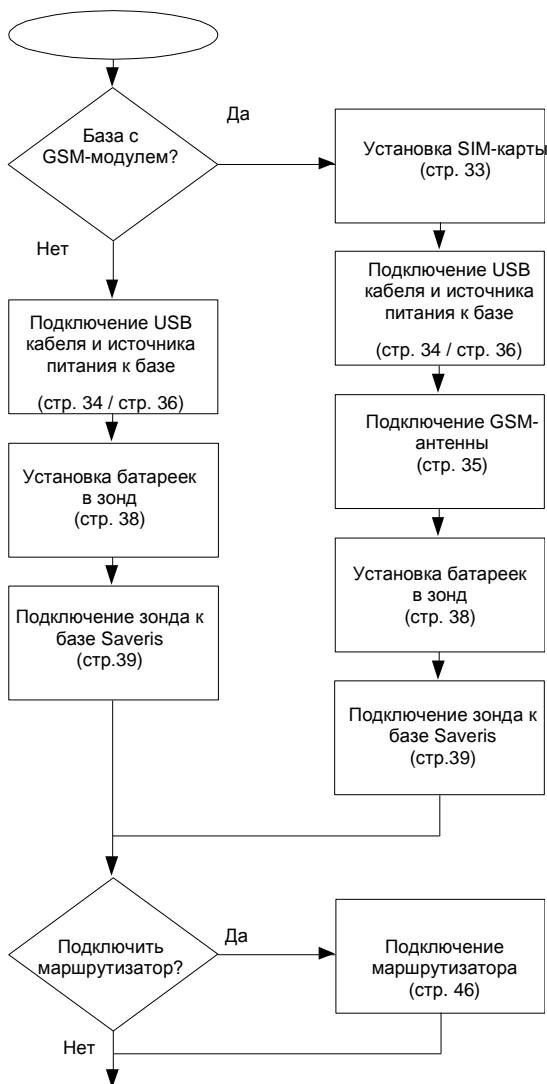 База с
GSM-модулем?
Да
Установка SIM-карты
(стр. 33)
Нет
Подключение USB
кабеля и источника
питания к базе
(стр. 34 / стр. 36)
Подключение USB
кабеля и источника
питания к базе
(стр. 34 / стр. 36)
Подключение GSM-
антенны
(стр. 35)
Установка батареек
в зонд
(стр. 38)
Установка батареек
в зонд
(стр. 38)
Подключение зонда к
базе Saveris
(стр.39)
Подключение зонда к
базе Saveris
(стр.39)
Подключить
маршрутизатор?
Да
Подключение
маршрутизатора
(стр. 46)
Нет